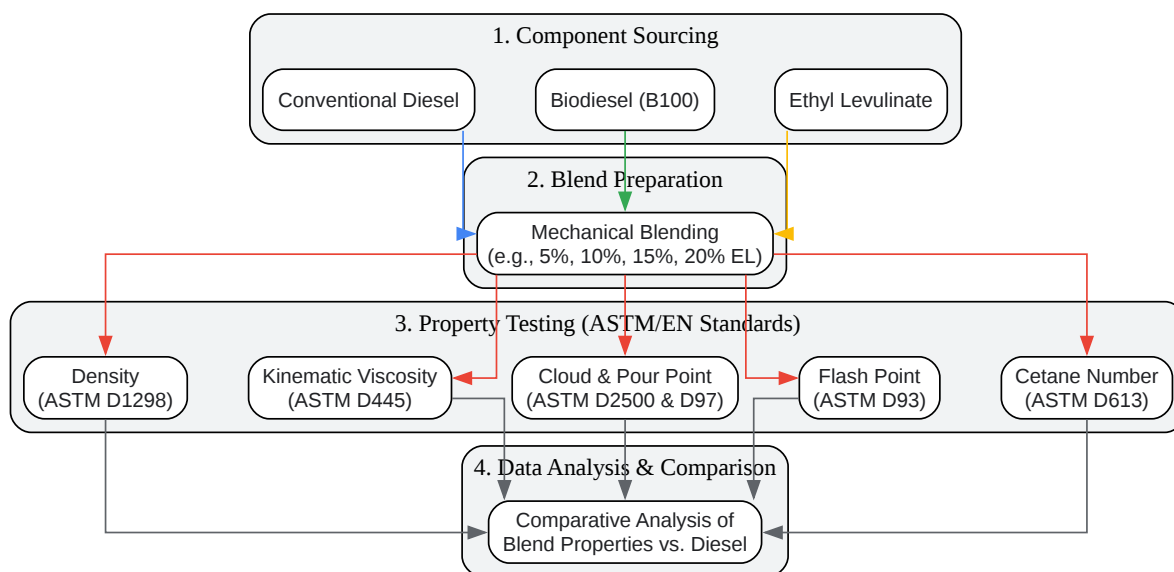 1. Component Sourcing
Conventional Diesel
Biodiesel (B100)
Ethyl Levulinate
2. Blend Preparation
Mechanical Blending
(e.g., 5%, 10%, 15%, 20% EL)
3. Property Testing (ASTM/EN Standards)
Density
(ASTM D1298)
Kinematic Viscosity
(ASTM D445)
Cloud & Pour Point
(ASTM D2500 & D97)
Flash Point
(ASTM D93)
Cetane Number
(ASTM D613)
4. Data Analysis & Comparison
Comparative Analysis of
Blend Properties vs. Diesel